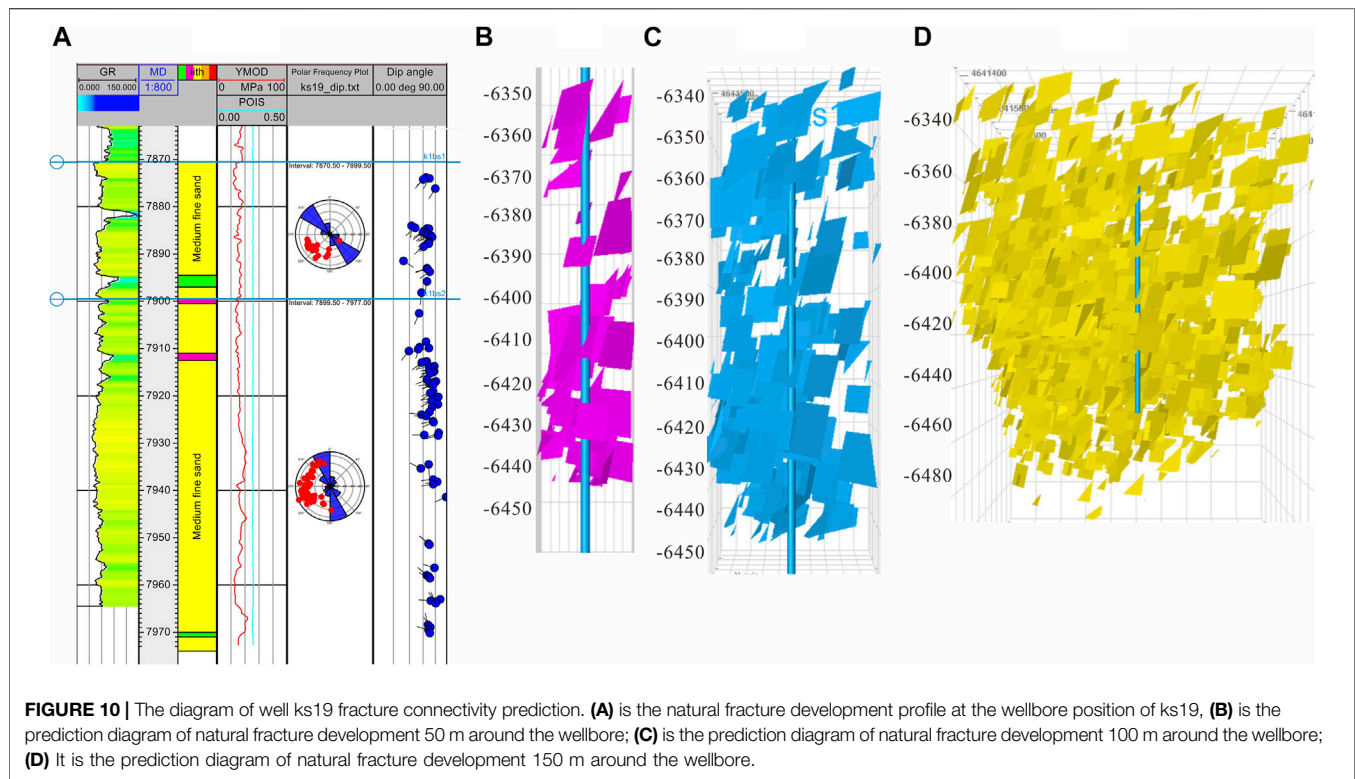 A
GR
MD
lith
YMOD
Polar Frequency Plot
Dip angle
0.000 150.000
1:800
0 MPa 100
ks19_dip.txt
0.00 deg 90.00
POIS
0.00 0.50
7870
7880
7890
7900
7910
7920
7930
7940
7950
7960
7970
Medium fine sand
Medium fine sand
k1bs1
Interval: 7870.50 - 7899.50
k1bs2
Interval: 7899.50 - 7977.00
B
-6350
-6360
-6370
-6380
-6390
-6400
-6410
-6420
-6430
-6440
-6450
C
-6340
-6350
-6360
-6370
-6380
-6390
-6400
-6410
-6420
-6430
-6440
-6450
S
D
4641400
-6340
-6360
-6380
-6400
-6420
-6440
-6460
-6480
FIGURE 10 | The diagram of well ks19 fracture connectivity prediction. (A) is the natural fracture development profile at the wellbore position of ks19, (B) is the
prediction diagram of natural fracture development 50 m around the wellbore; (C) is the prediction diagram of natural fracture development 100 m around the wellbore;
(D) It is the prediction diagram of natural fracture development 150 m around the wellbore.